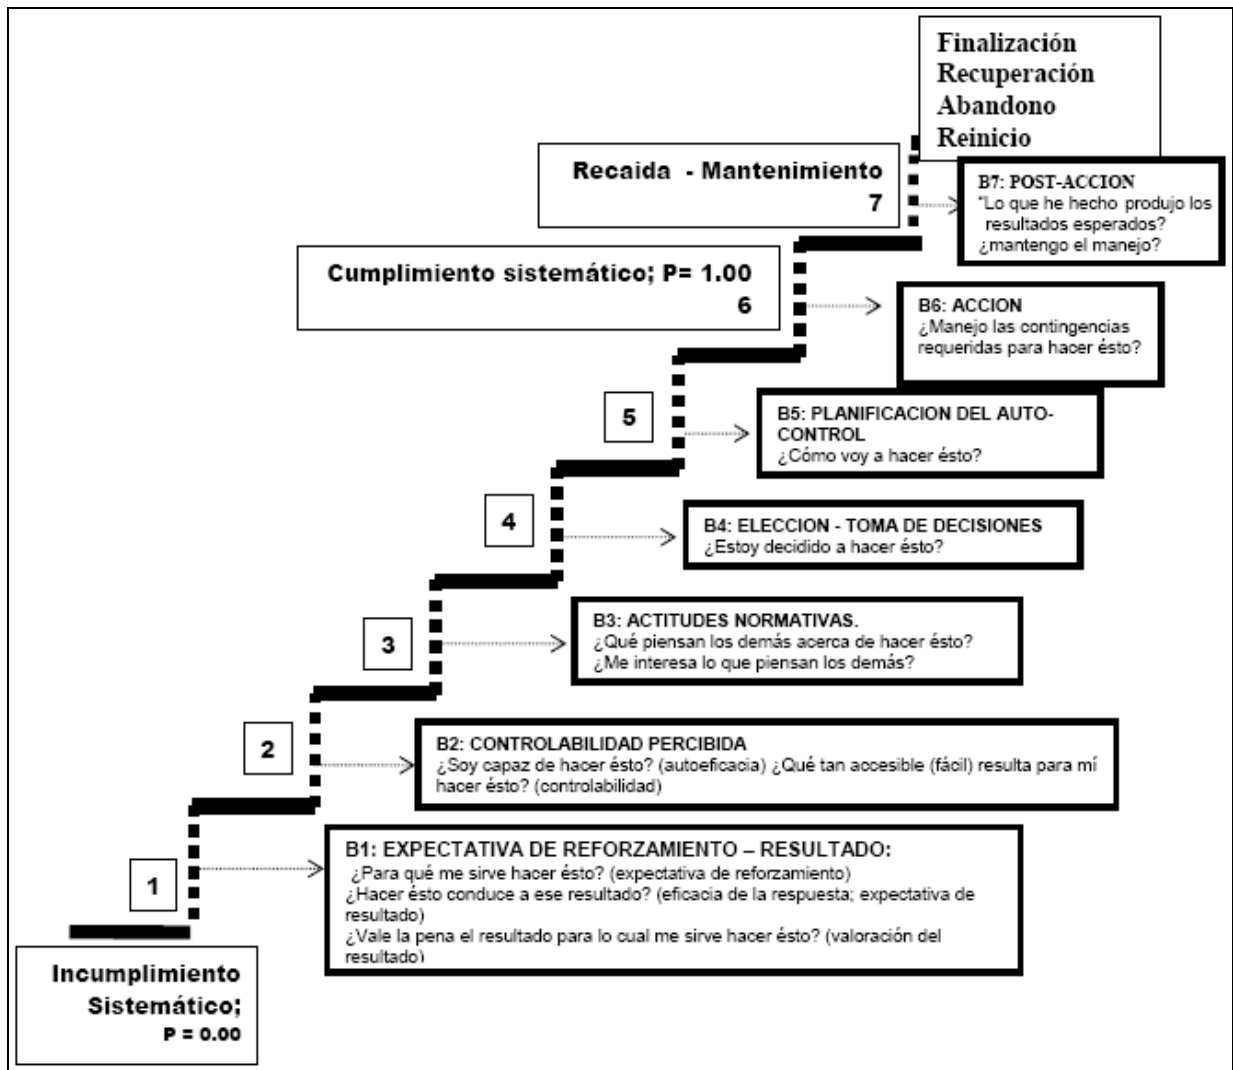 Finalización
Recuperación
Abandono
Reinicio
Recaida - Mantenimiento
7
B7: POST-ACCION
"Lo que he hecho produjo los
resultados esperados?
¿mantengo el manejo?
Cumplimiento sistemático; P= 1.00
6
B6: ACCION
¿Manejo las contingencias
requeridas para hacer ésto?
5
B5: PLANIFICACION DEL AUTO-
CONTROL
¿Cómo voy a hacer ésto?
4
B4: ELECCION - TOMA DE DECISIONES
¿Estoy decidido a hacer ésto?
3
B3: ACTITUDES NORMATIVAS.
¿Qué piensan los demás acerca de hacer ésto?
¿Me interesa lo que piensan los demás?
2
B2: CONTROLABILIDAD PERCIBIDA
¿Soy capaz de hacer ésto? (autoeficacia) ¿Qué tan accesible (fácil) resulta para mí
hacer ésto? (controlabilidad)
1
B1: EXPECTATIVA DE REFORZAMIENTO – RESULTADO:
¿Para qué me sirve hacer ésto? (expectativa de reforzamiento)
¿Hacer ésto conduce a ese resultado? (eficacia de la respuesta; expectativa de
resultado)
¿Vale la pena el resultado para lo cual me sirve hacer ésto? (valoración del
resultado)
Incumplimiento
Sistemático;
P = 0.00